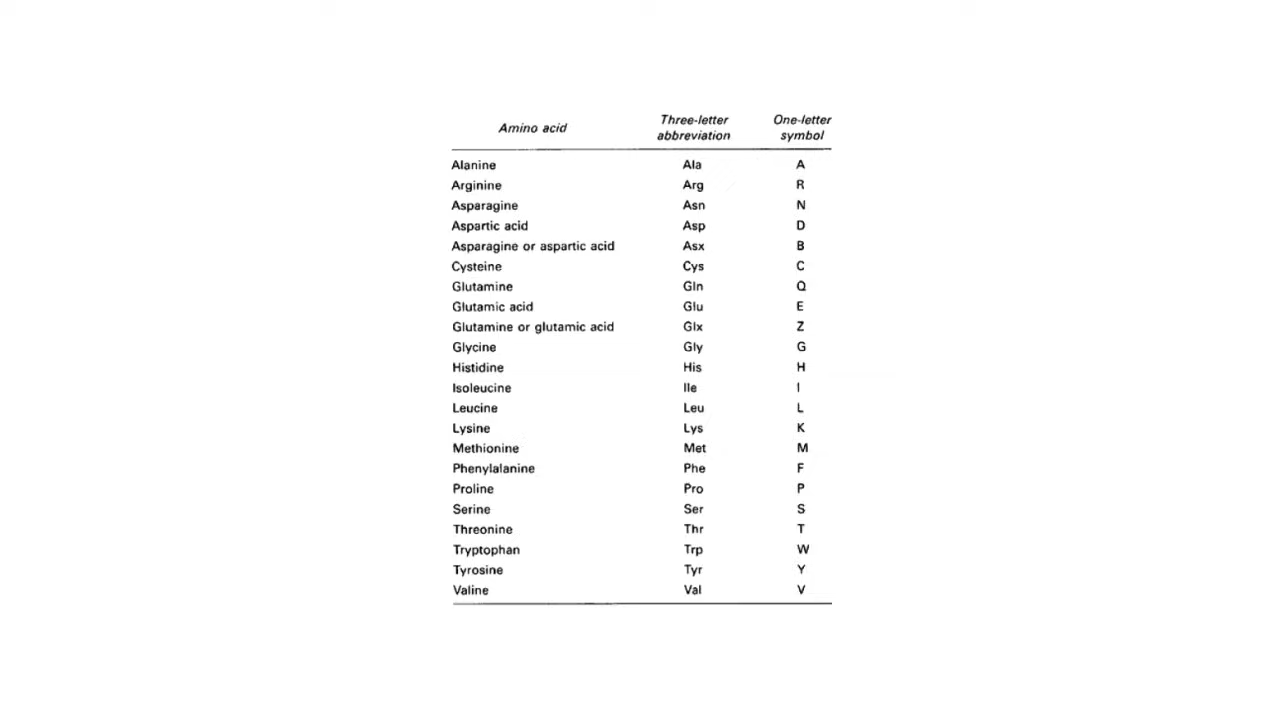 Amino acid Three-letter abbreviation One-letter symbol
Alanine Ala A
Arginine Arg R
Asparagine Asn N
Aspartic acid Asp D
Asparagine or aspartic acid Asx B
Cysteine Cys C
Glutamine Gln Q
Glutamic acid Glu E
Glutamine or glutamic acid Glx Z
Glycine Gly G
Histidine His H
Isoleucine Ile I
Leucine Leu L
Lysine Lys K
Methionine Met M
Phenylalanine Phe F
Proline Pro P
Serine Ser S
Threonine Thr T
Tryptophan Trp W
Tyrosine Tyr Y
Valine Val V